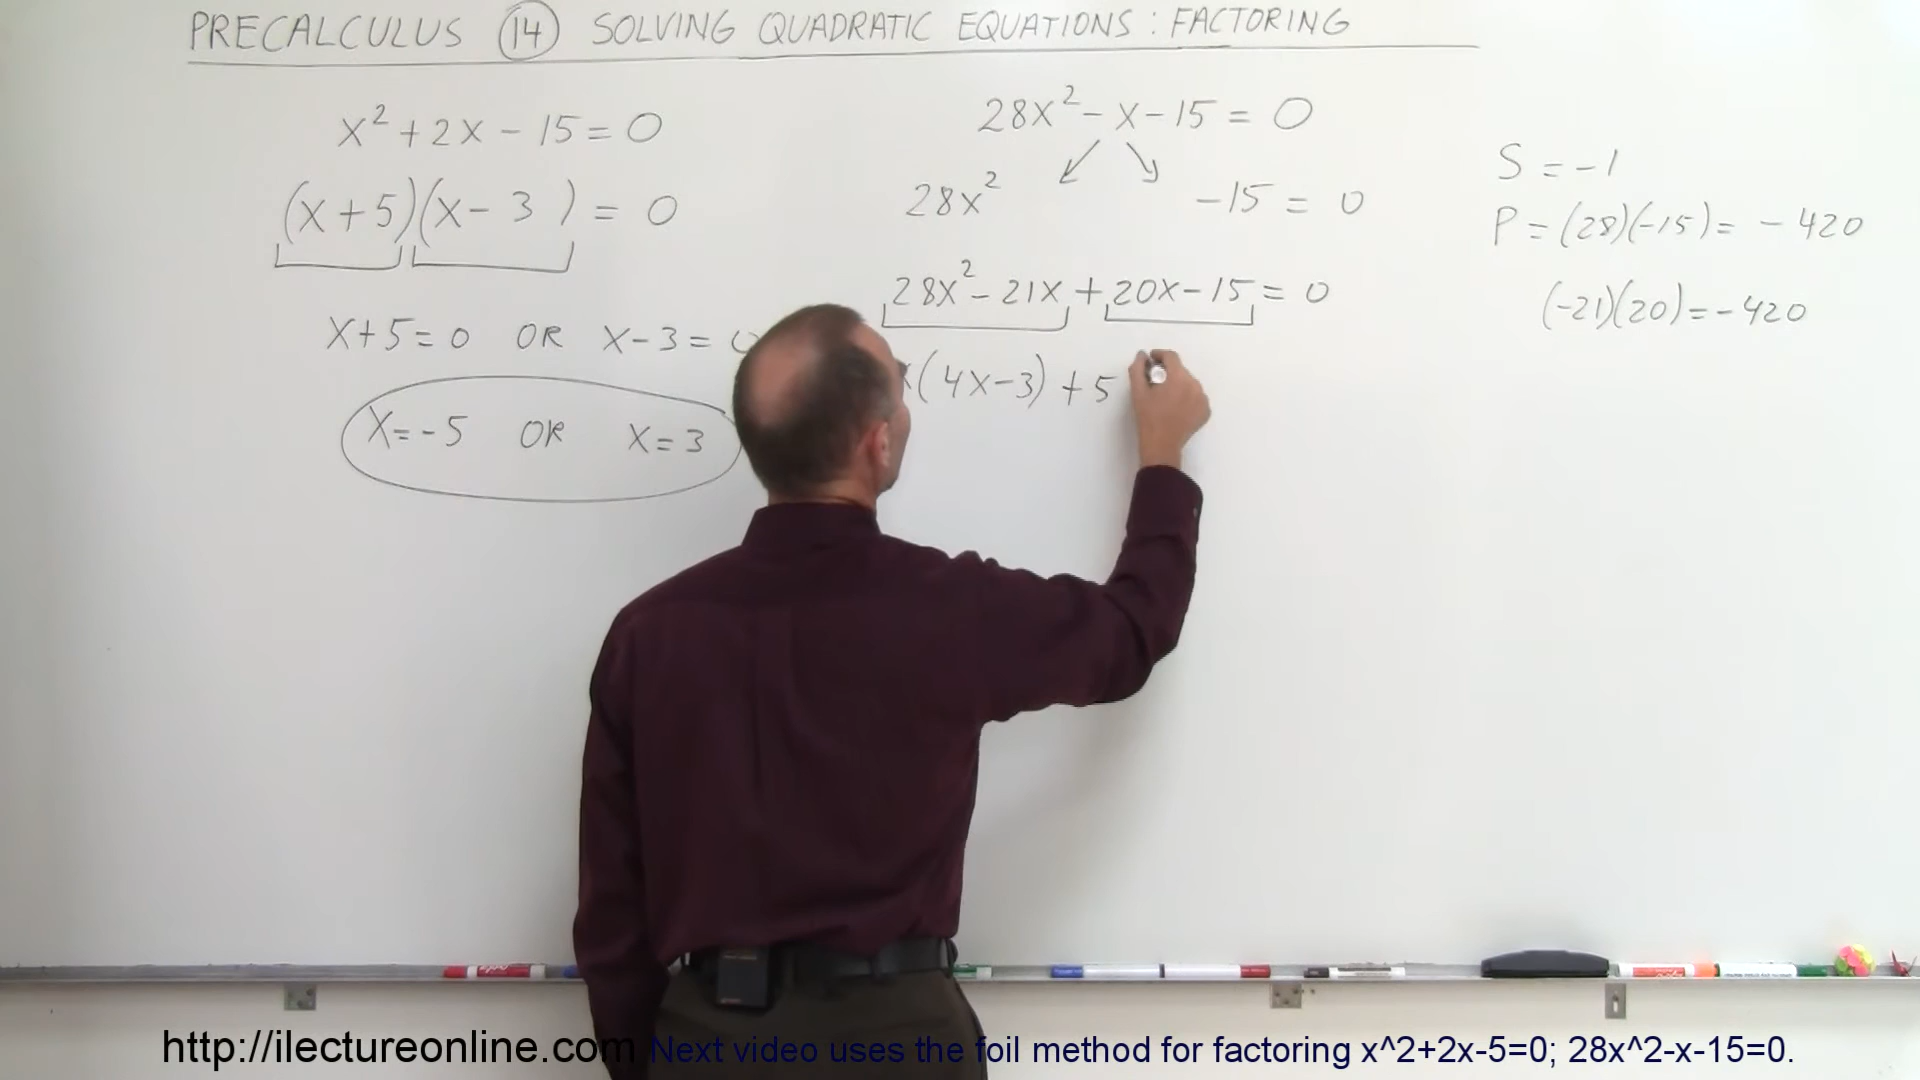 PRECALCULUS 14 SOLVING QUADRATIC EQUATIONS : FACTORING
x² + 2x - 15 = 0
(x + 5)(x - 3) = 0
x + 5 = 0 OR x - 3 = 0
x = -5 OR x = 3
28x² - x - 15 = 0
28x² -15 = 0
28x² - 21x + 20x - 15 = 0
x(4x - 3) + 5
S = -1
P = (28)(-15) = -420
(-21)(20) = -420
http://ilectureonline.com Next video uses the foil method for factoring x^2+2x-5=0; 28x^2-x-15=0.